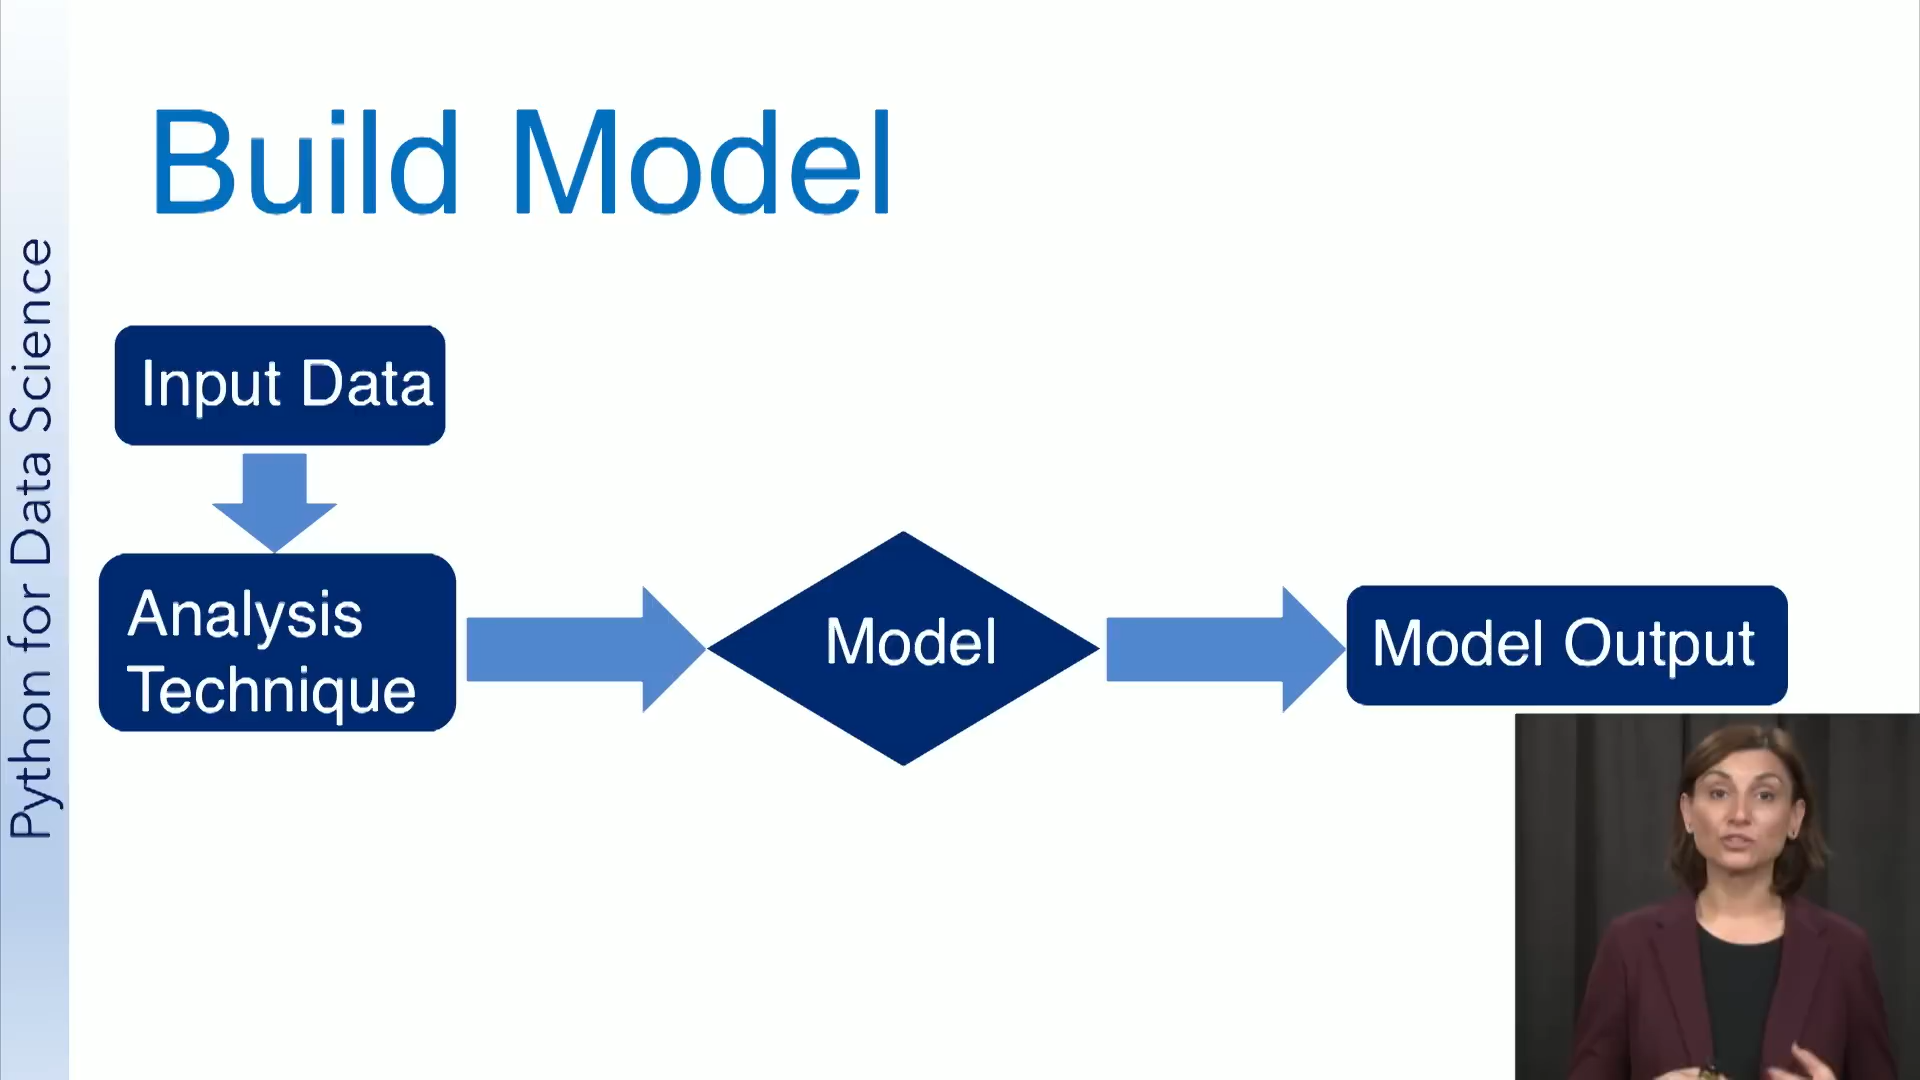 Build Model
Python for Data Science
Input Data
Analysis
Technique
Model
Model Output